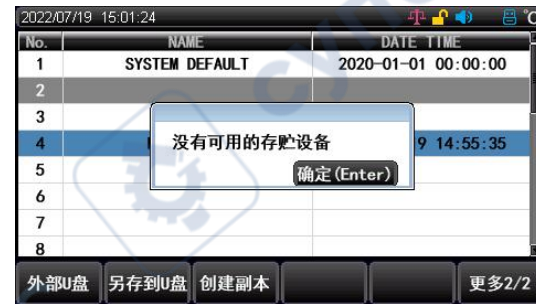 2022/07/19 15:01:24 °C
No. NAME DATE TIME
1 SYSTEM DEFAULT 2020-01-01 00:00:00
2
3
没有可用的存贮设备
4 9 14:55:35
确定(Enter)
5
6
7
8
外部U盘 另存到U盘 创建副本 更多2/2